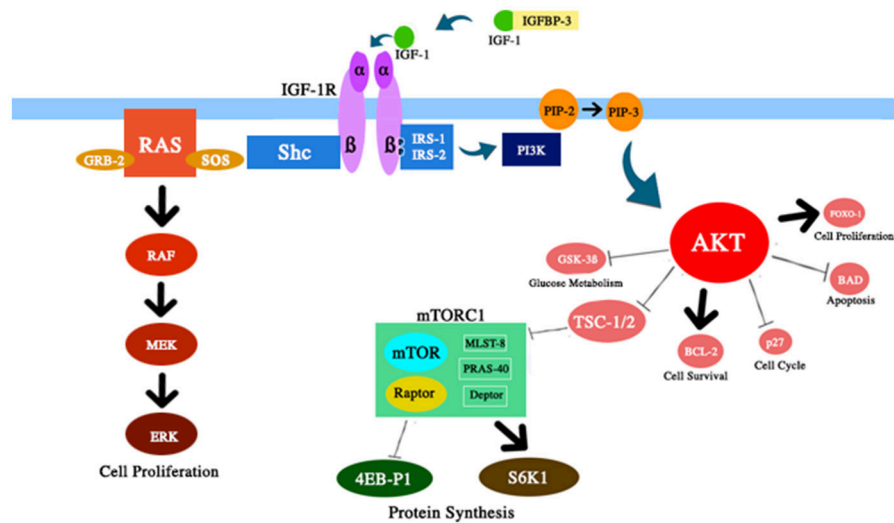 IGFBP-3
IGF-1
IGF-1
α α
IGF-1R
PIP-2
PIP-3
RAS
GRB-2
SOS
Shc
ß ß
IRS-1
IRS-2
PI3K
AKT
FOXO-1
Cell Proliferation
RAF
GSK-3ß
Glucose Metabolism
BAD
Apoptosis
mTORC1
TSC-1/2
MEK
mTOR
MLST-8
PRAS-40
BCL-2
Cell Survival
p27
Cell Cycle
Raptor
Deptor
ERK
Cell Proliferation
4EB-P1
S6K1
Protein Synthesis